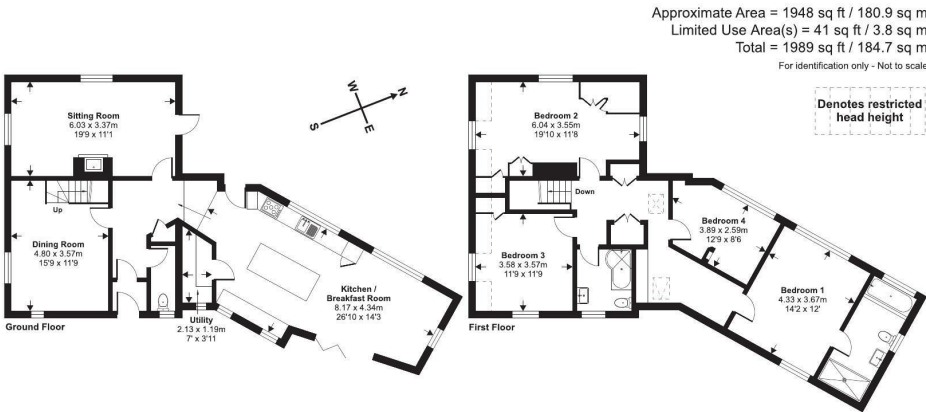 Approximate Area = 1948 sq ft / 180.9 sq m
Limited Use Area(s) = 41 sq ft / 3.8 sq m
Total = 1989 sq ft / 184.7 sq m
For identification only - Not to scale
Denotes restricted
head height
W
N
S
E
Sitting Room
6.03 x 3.37m
19'9 x 11'1
Up
Dining Room
4.80 x 3.57m
15'9 x 11'9
Kitchen /
Breakfast Room
8.17 x 4.34m
26'10 x 14'3
Utility
2.13 x 1.19m
7' x 3'11
Ground Floor
Bedroom 2
6.04 x 3.55m
19'10 x 11'8
Down
Bedroom 4
3.89 x 2.59m
12'9 x 8'6
Bedroom 3
3.58 x 3.57m
11'9 x 11'9
Bedroom 1
4.33 x 3.67m
14'2 x 12'
First Floor